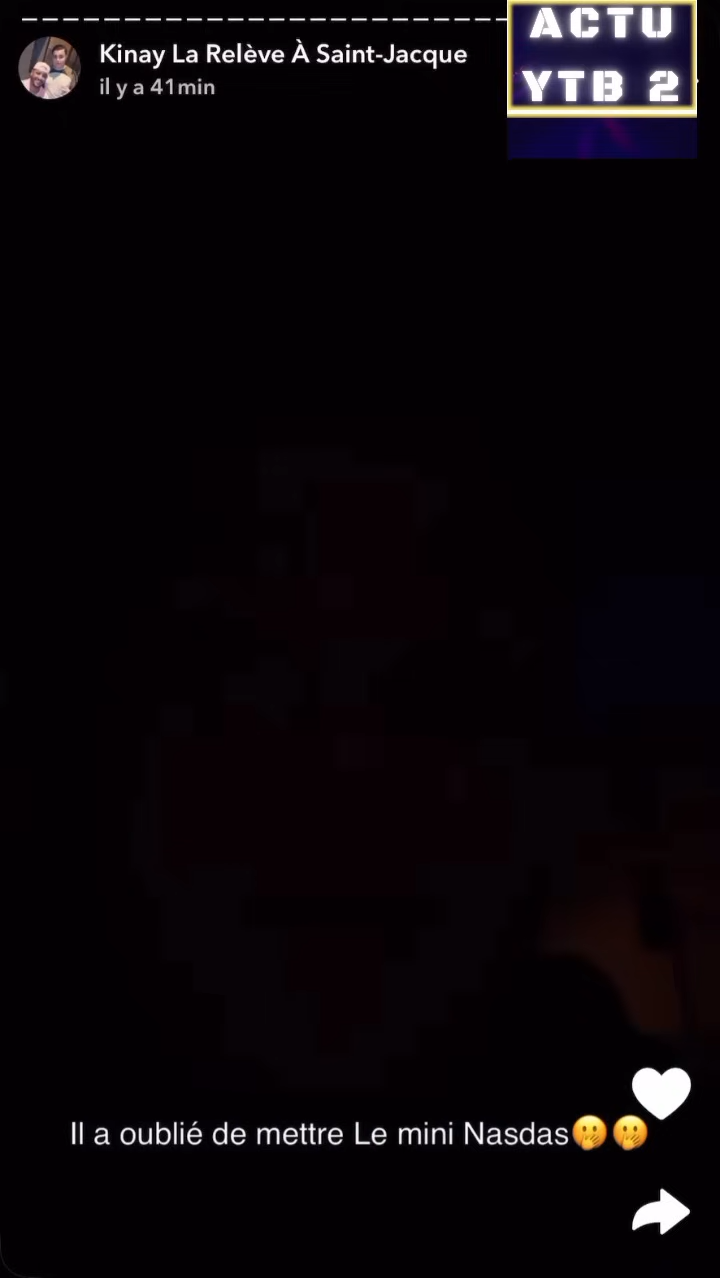 Kinay La Relève À Saint-Jacque
il y a 41min
ACTU
YTB 2
Il a oublié de mettre Le mini Nasdas🫢🫢